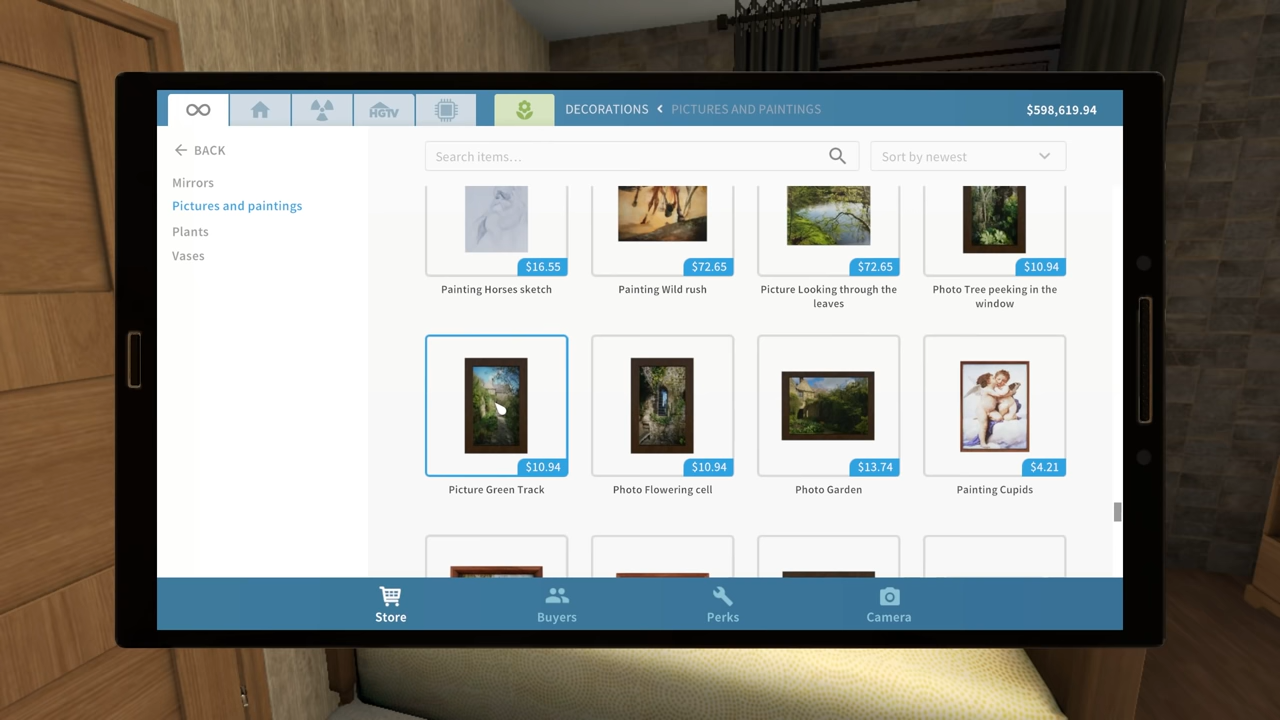 HGTV
DECORATIONS
PICTURES AND PAINTINGS
$598,619.94
BACK
Mirrors
Pictures and paintings
Plants
Vases
Search items...
Sort by newest
$16.55
$72.65
$72.65
$10.94
Painting Horses sketch
Painting Wild rush
Picture Looking through the
leaves
Photo Tree peeking in the
window
$10.94
$10.94
$13.74
$4.21
Picture Green Track
Photo Flowering cell
Photo Garden
Painting Cupids
Store
Buyers
Perks
Camera